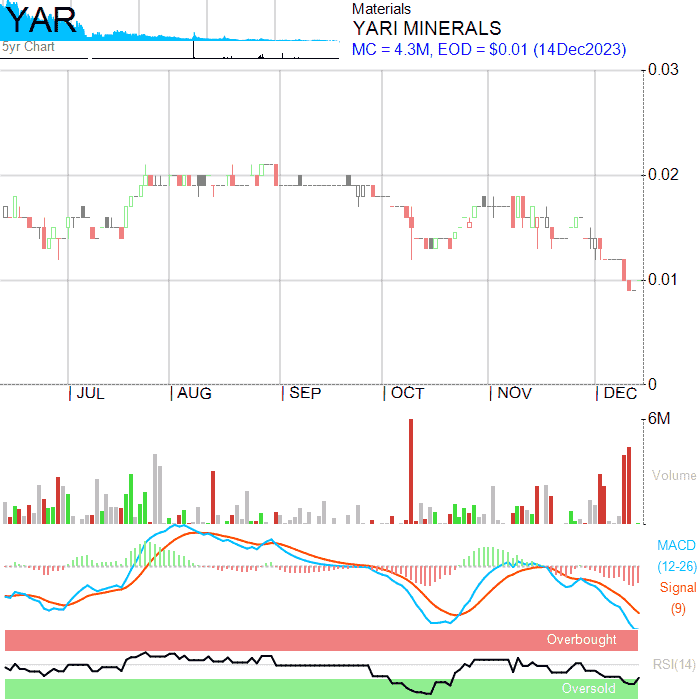 YAR
5yr Chart
Materials
YARI MINERALS
MC = 4.3M, EOD = $0.01 (14Dec2023)
0.03
0.02
0.01
0
JUL AUG SEP OCT NOV DEC
6M
Volume
MACD
(12-26)
Signal
(9)
Overbought
RSI(14)
Oversold